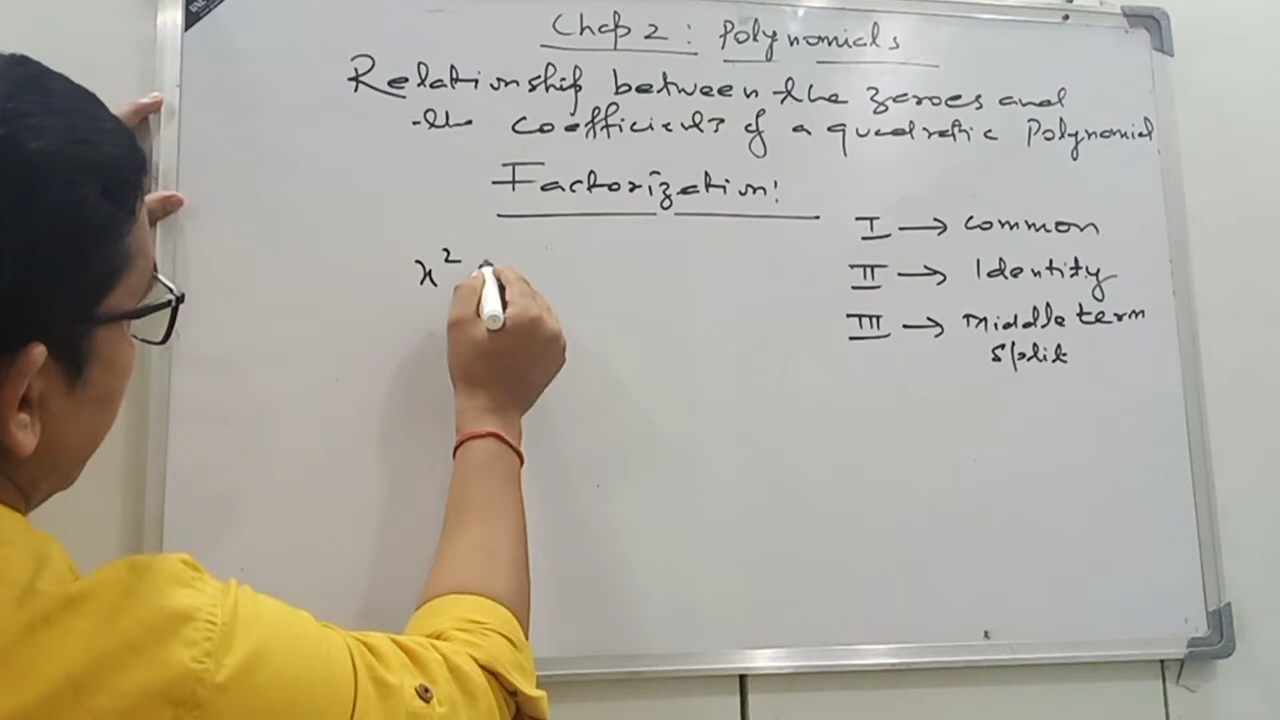 Chap 2 : Polynomials
Relationship between the zeroes and
the coefficients of a quadratic Polynomial
Factorization:
I → Common
x²
II → Identity
III → Middle term
Split